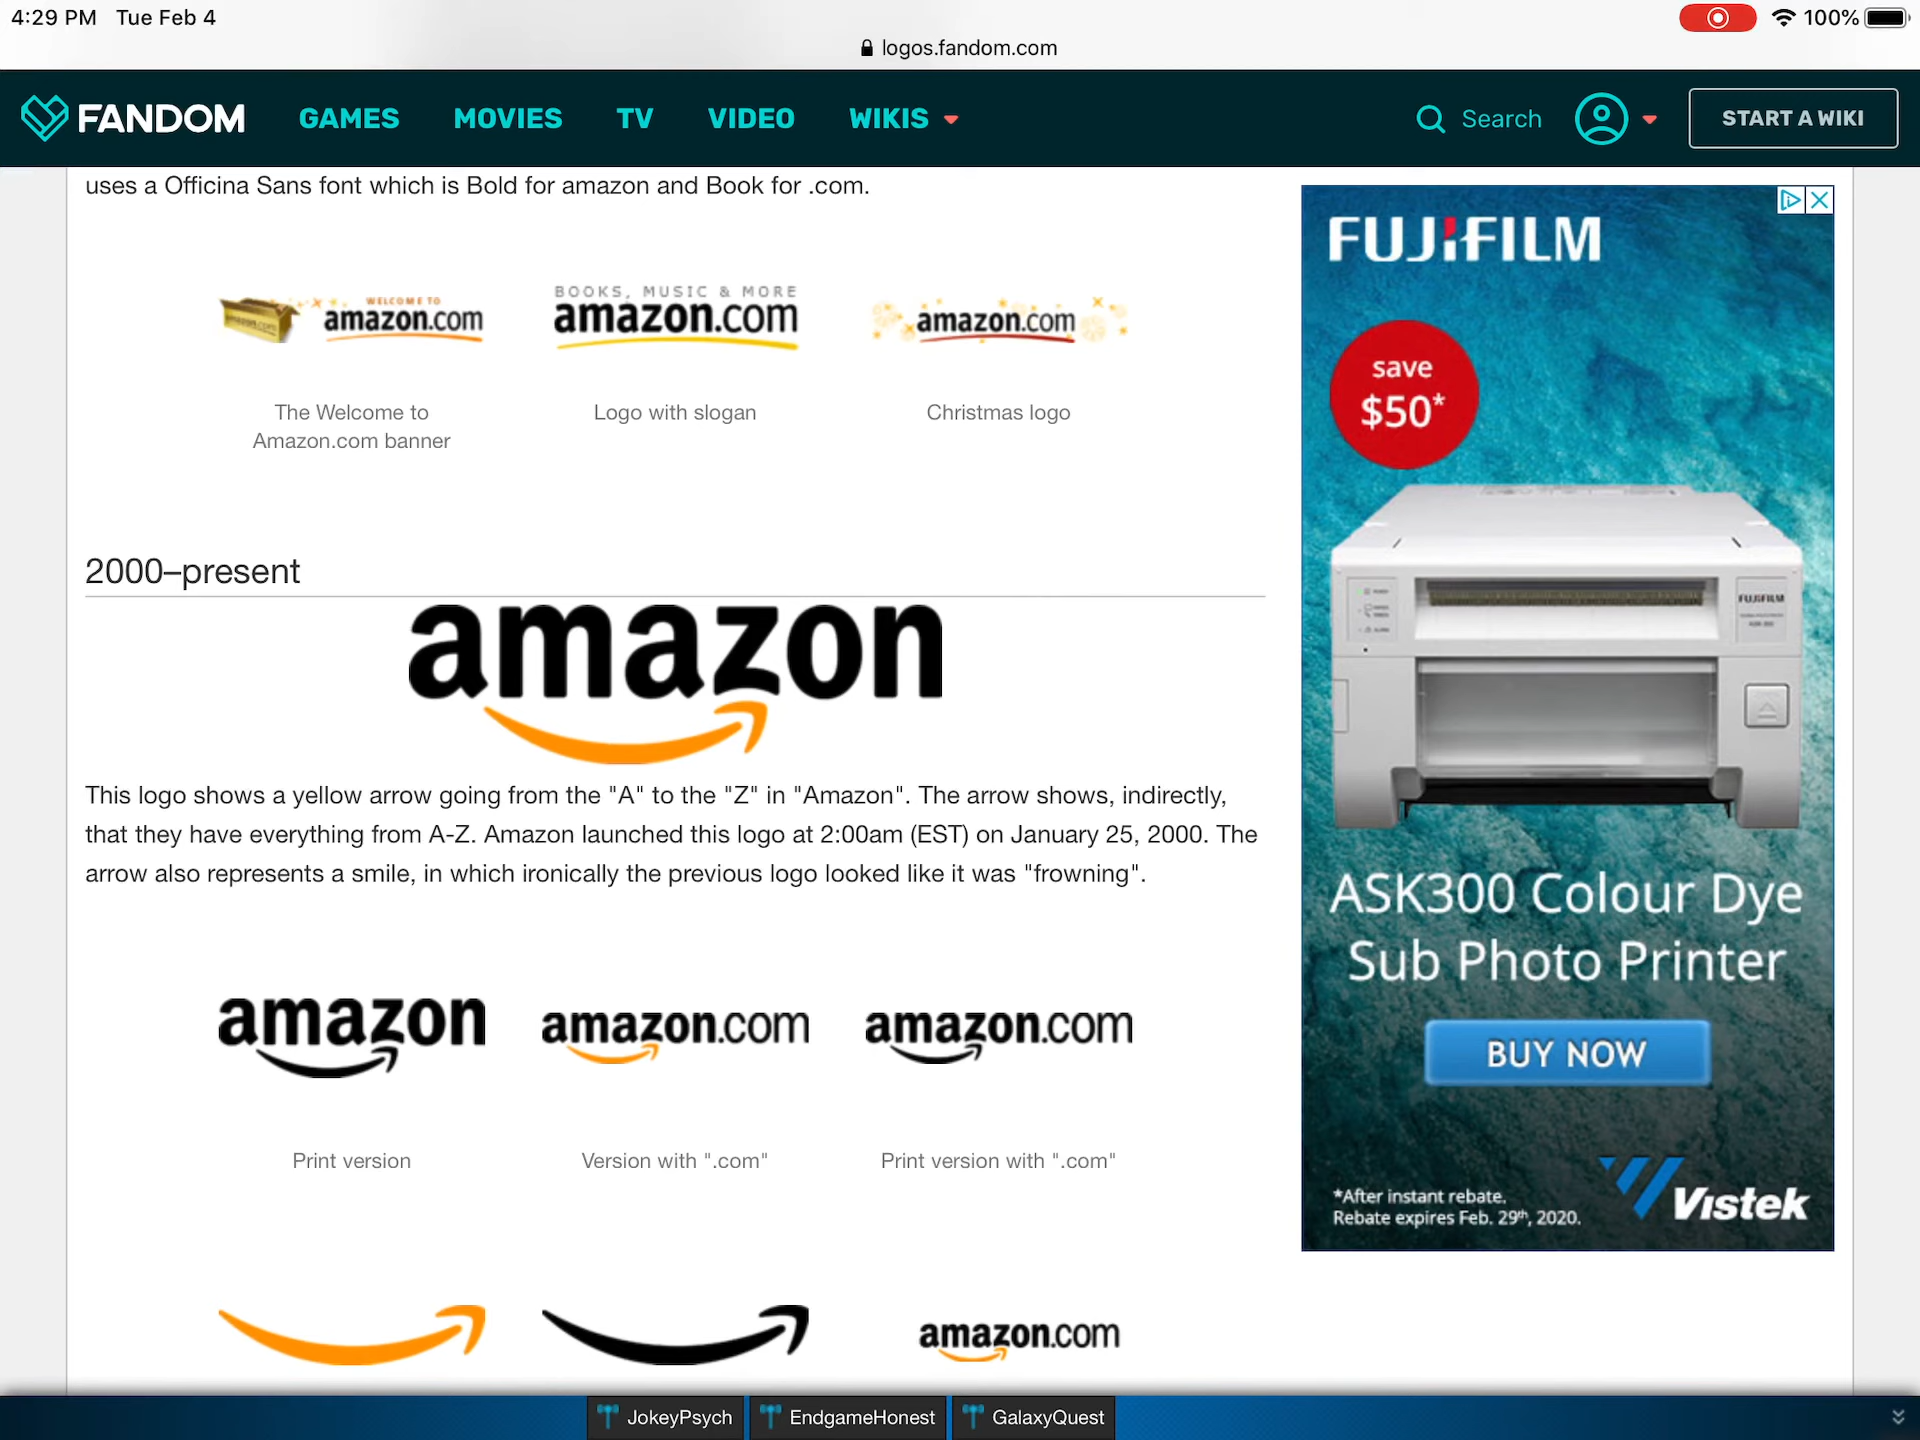 4:29 PM Tue Feb 4
100%
logos.fandom.com
FANDOM GAMES MOVIES TV VIDEO WIKIS Search START A WIKI
uses a Officina Sans font which is Bold for amazon and Book for .com.
WELCOME TO
amazon.com
BOOKS, MUSIC & MORE
amazon.com
amazon.com
The Welcome to
Amazon.com banner
Logo with slogan
Christmas logo
2000–present
amazon
This logo shows a yellow arrow going from the "A" to the "Z" in "Amazon". The arrow shows, indirectly,
that they have everything from A-Z. Amazon launched this logo at 2:00am (EST) on January 25, 2000. The
arrow also represents a smile, in which ironically the previous logo looked like it was "frowning".
amazon
amazon.com
amazon.com
Print version
Version with ".com"
Print version with ".com"
amazon.com
FUJIFILM
save
$50*
FUJIFILM
ASK300 Colour Dye
Sub Photo Printer
BUY NOW
*After instant rebate.
Rebate expires Feb. 29th, 2020.
Vistek
JokeyPsych
EndgameHonest
GalaxyQuest